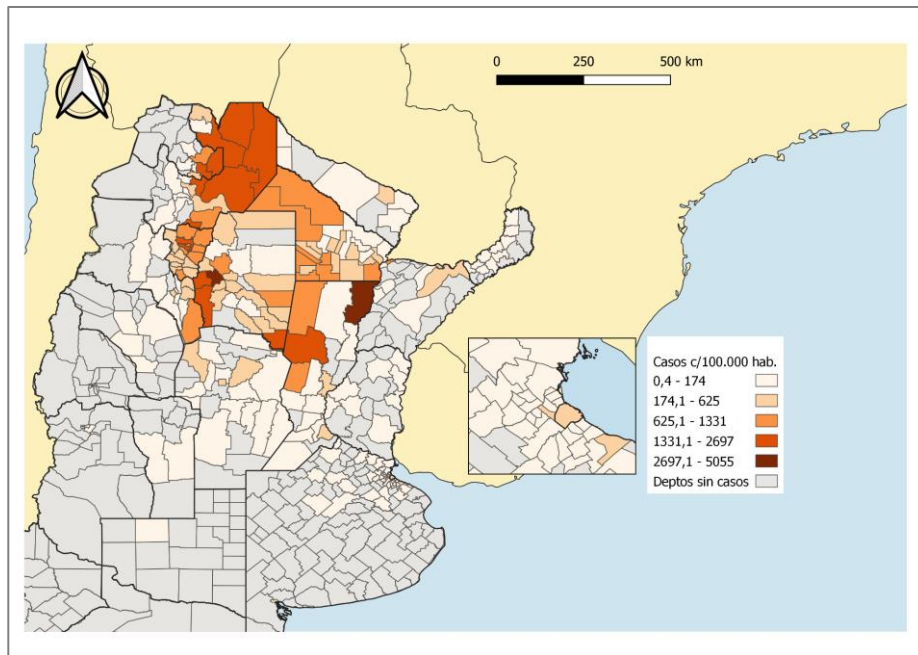 0 250 500 km
Casos c/100.000 hab.
0,4 - 174
174,1 - 625
625,1 - 1331
1331,1 - 2697
2697,1 - 5055
Deptos sin casos